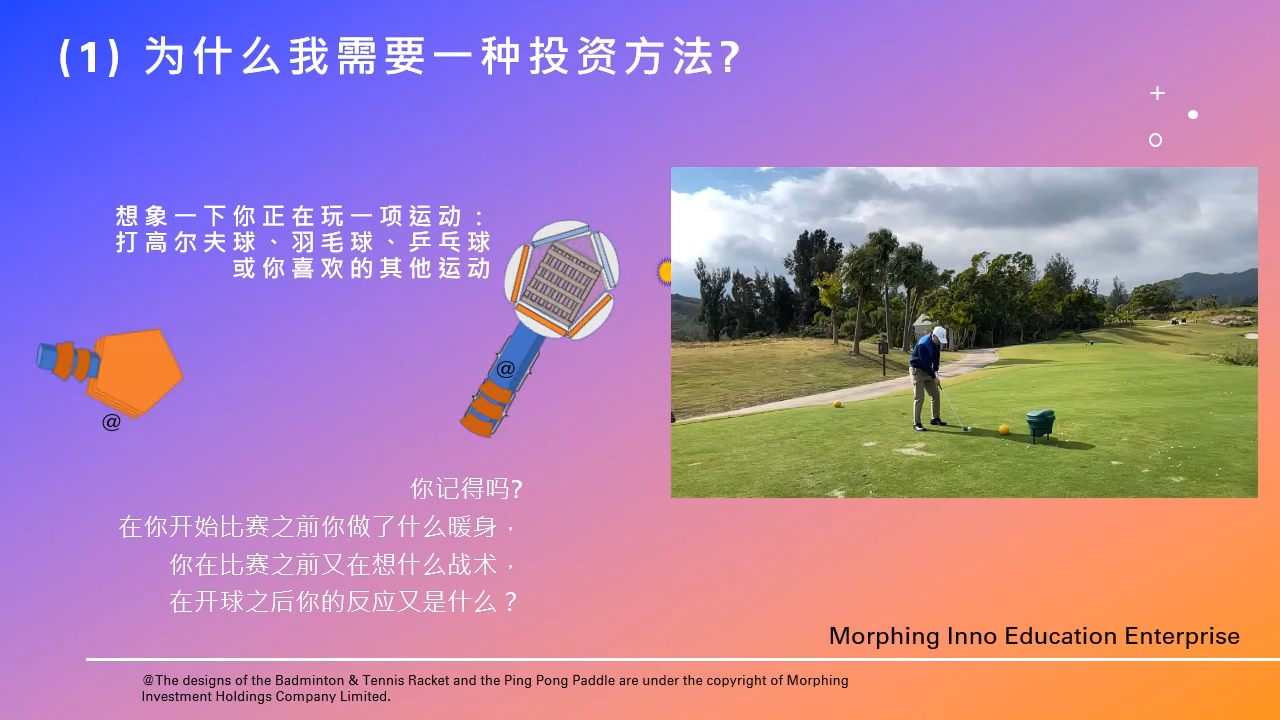 (1) 为什么我需要一种投资方法?
想象一下你正在玩一项运动：
打高尔夫球、羽毛球、乒乓球
或你喜欢的其他运动
@
@
你记得吗?
在你开始比赛之前你做了什么暖身，
你在比赛之前又在想什么战术，
在开球之后你的反应又是什么？
Morphing Inno Education Enterprise
@The designs of the Badminton & Tennis Racket and the Ping Pong Paddle are under the copyright of Morphing
Investment Holdings Company Limited.